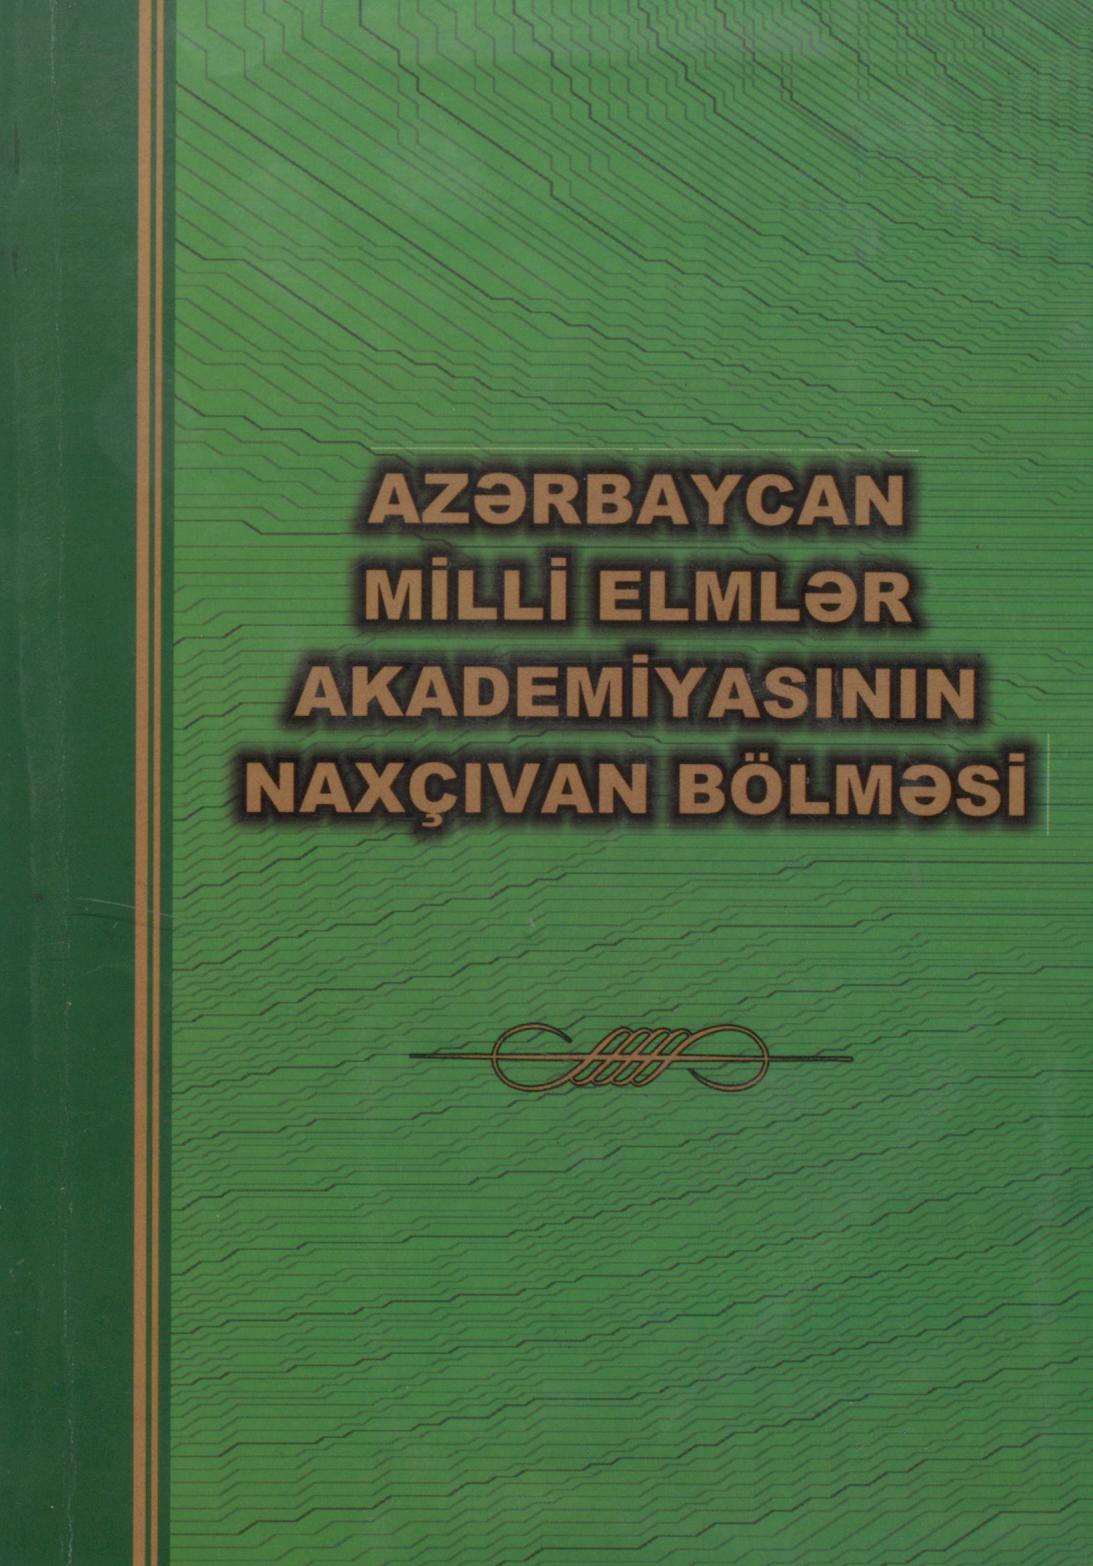 AZƏRBAYCAN
MİLLİ ELMLƏR
AKADEMİYASININ
NAXÇIVAN BÖLMƏSİ